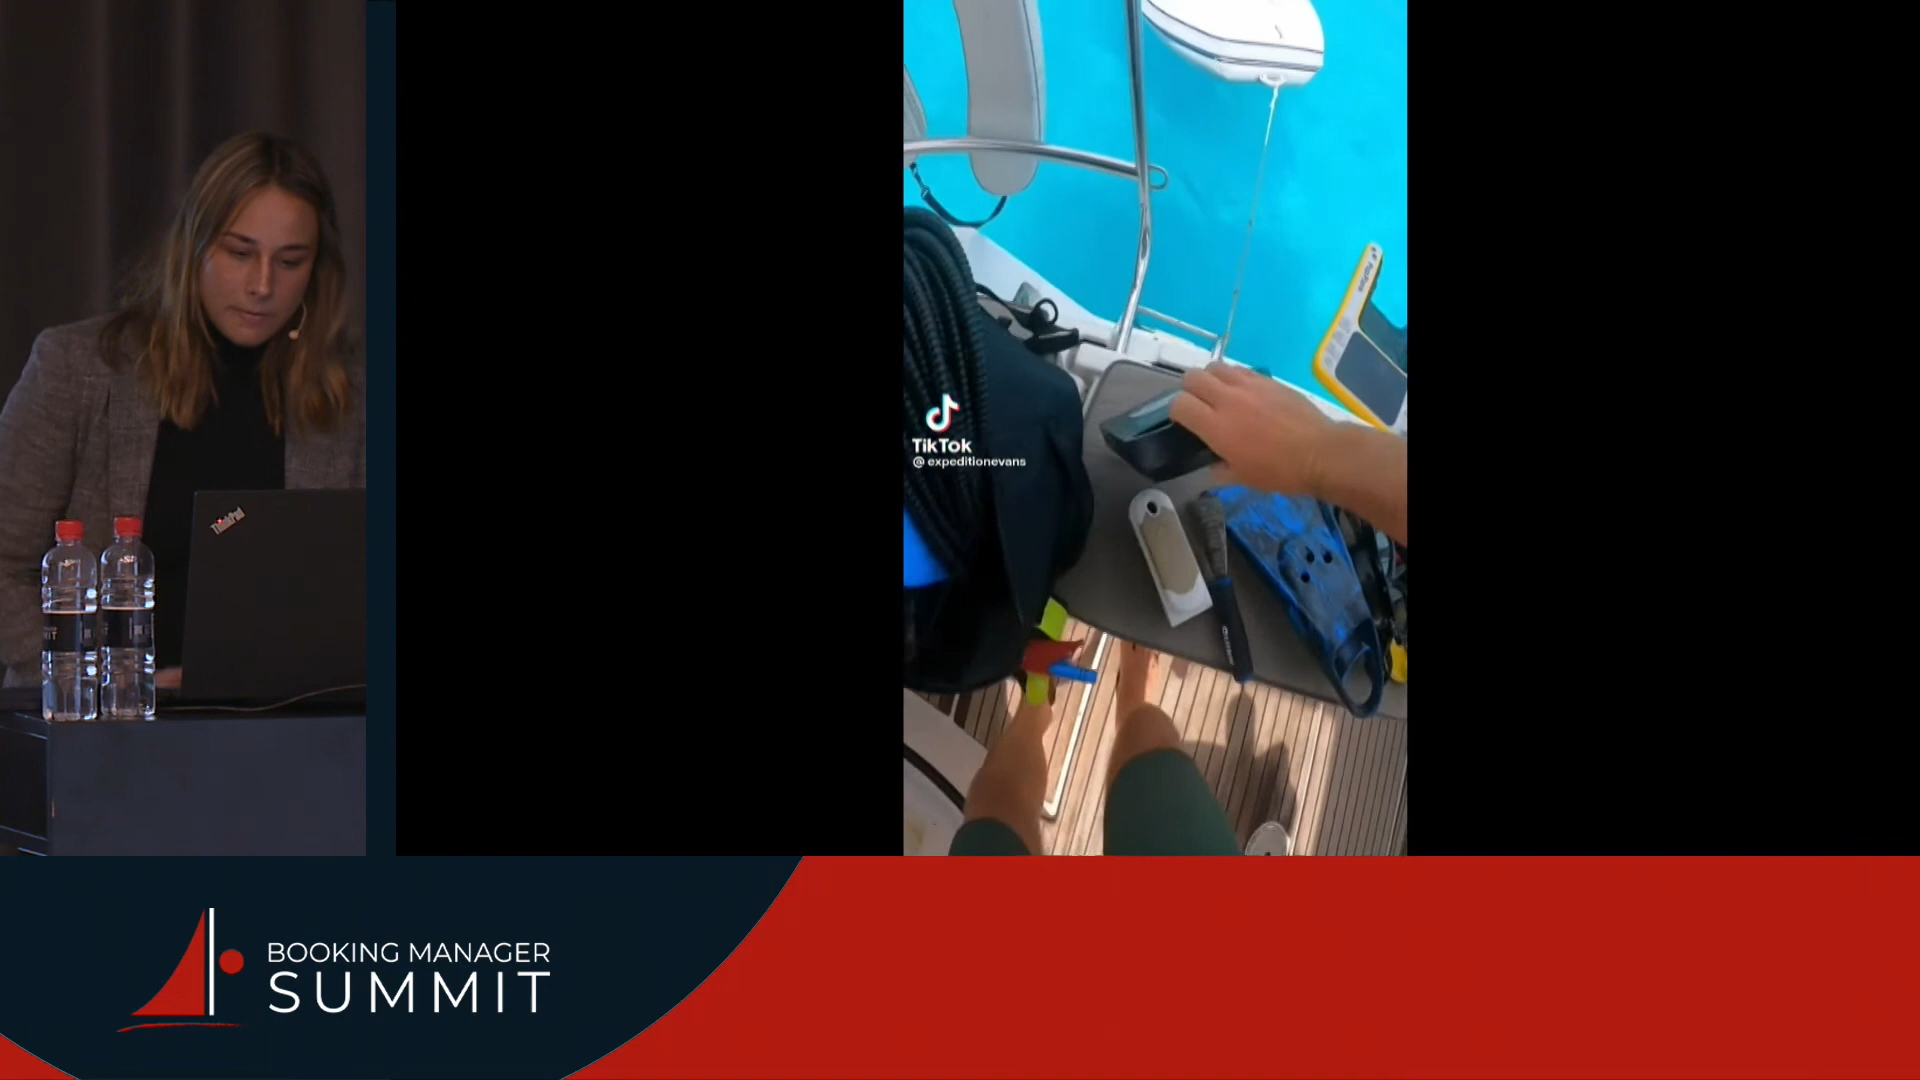 ThinkPad
TikTok
@ expeditionevans
BOOKING MANAGER
SUMMIT